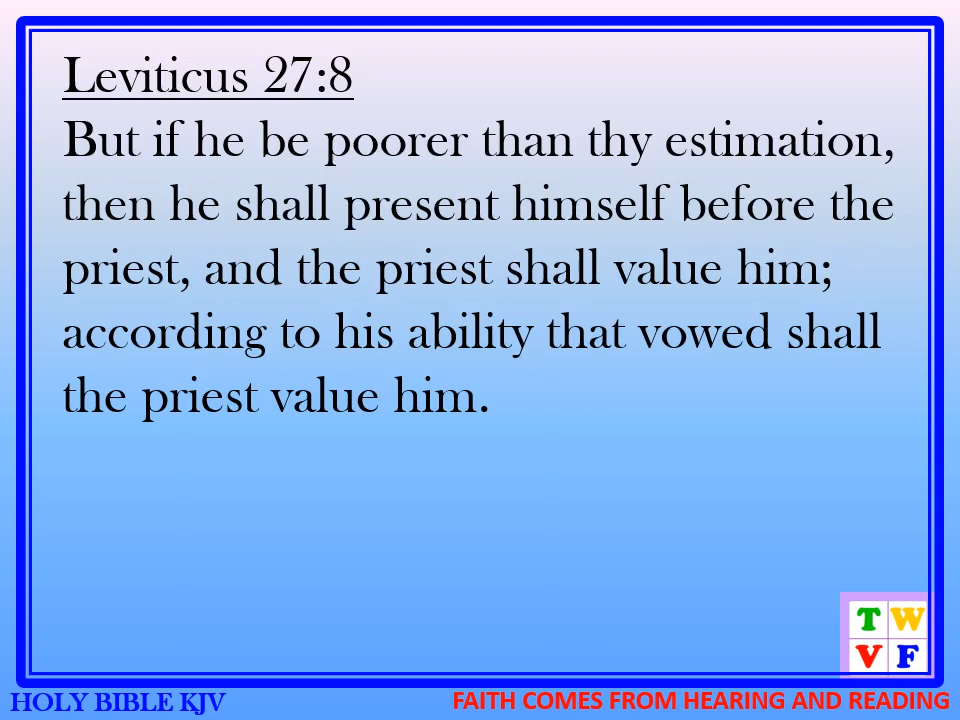 Leviticus 27:8
But if he be poorer than thy estimation,
then he shall present himself before the
priest, and the priest shall value him;
according to his ability that vowed shall
the priest value him.
T W
V F
HOLY BIBLE KJV
FAITH COMES FROM HEARING AND READING